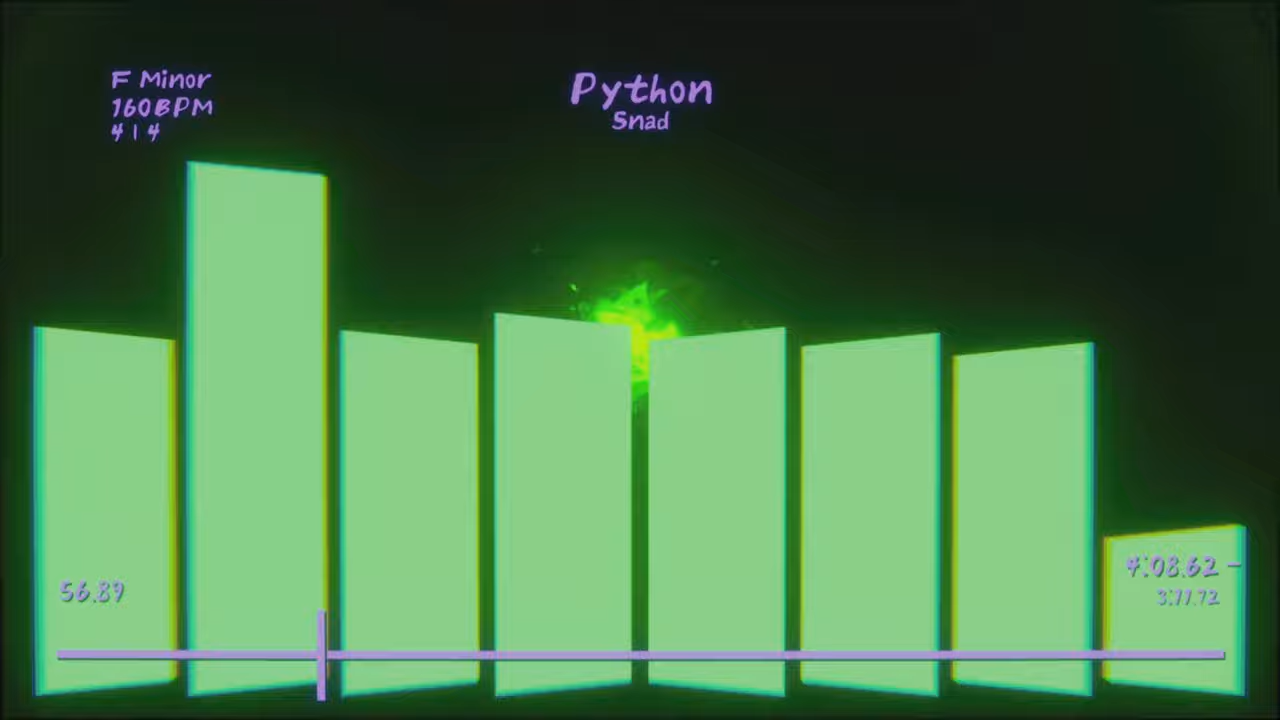 F Minor
160BPM
4|4
Python
Snad
56.89
4:08.62 -
3:11.72